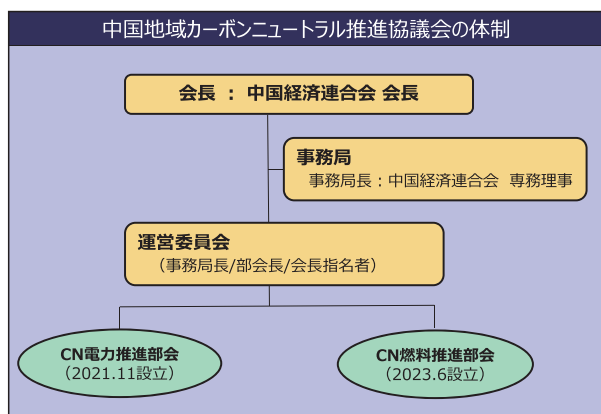 中国地域カーボンニュートラル推進協議会の体制
会長 ： 中国経済連合会 会長
事務局
事務局長：中国経済連合会 専務理事
運営委員会
（事務局長/部会長/会長指名者）
CN電力推進部会
（2021.11設立）
CN燃料推進部会
（2023.6設立）